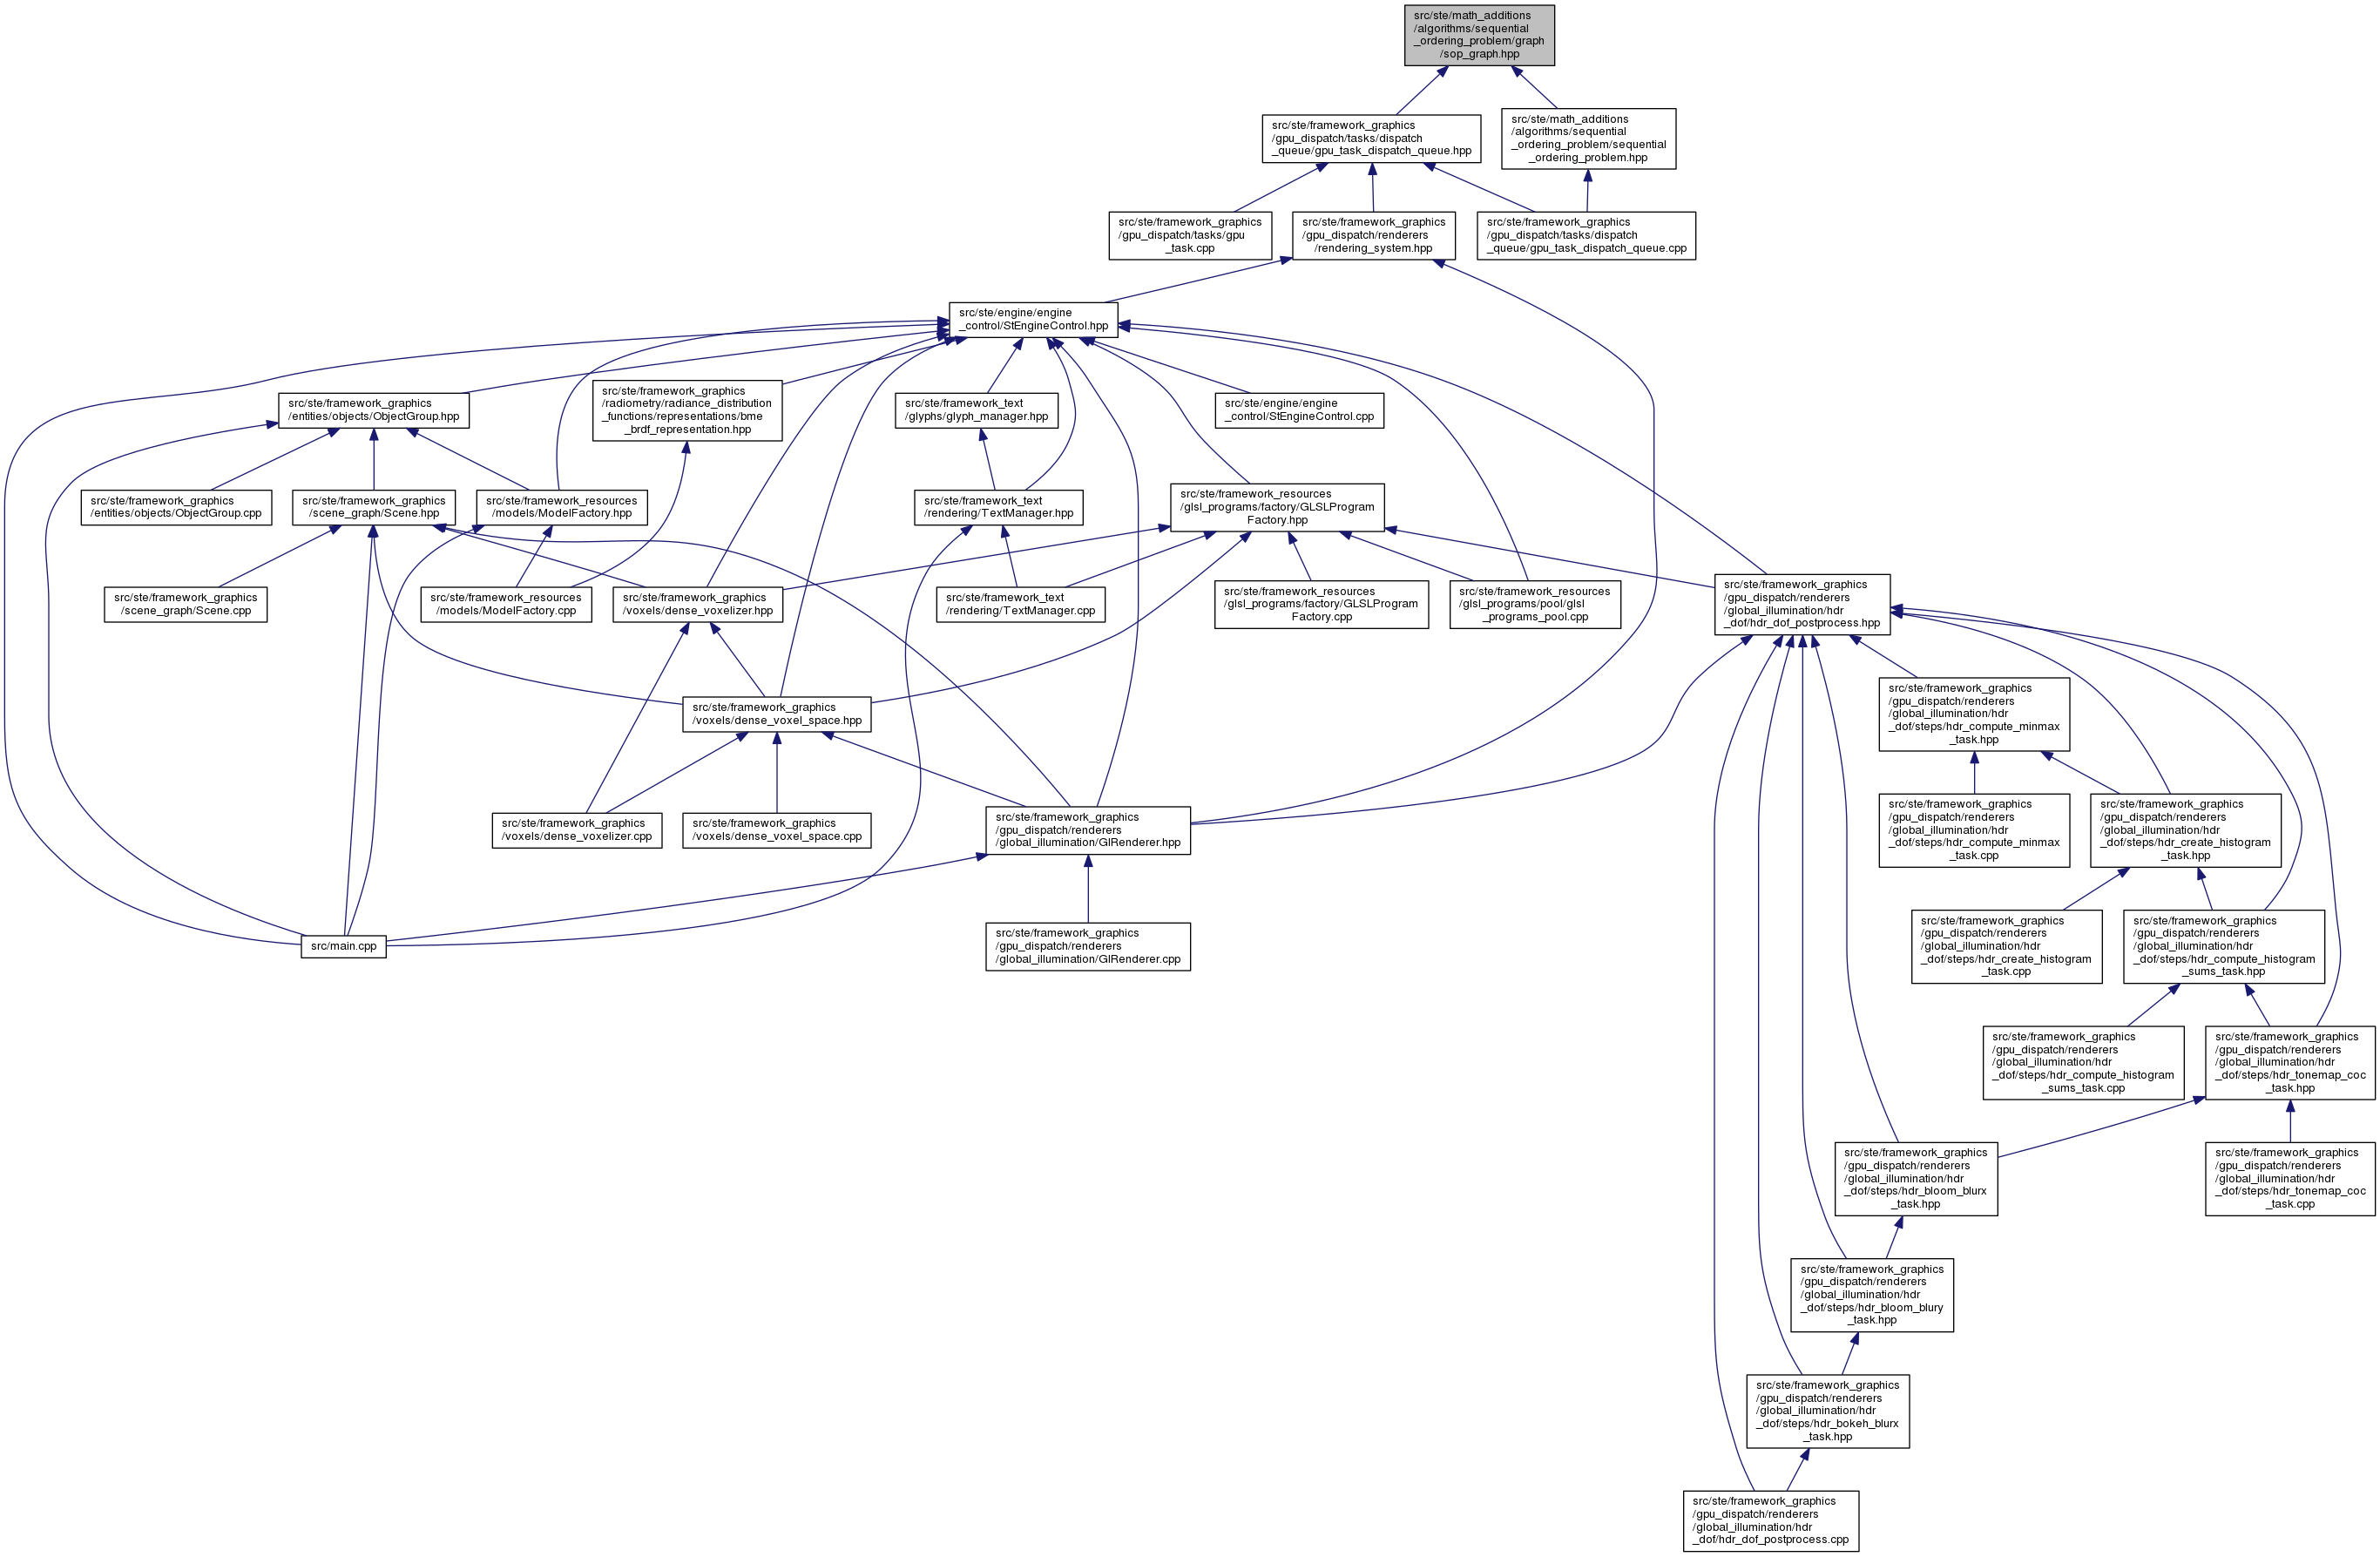 src/ste/math_additions
/algorithms/sequential
_ordering_problem/graph
/sop_graph.hpp
src/ste/framework_graphics
/gpu_dispatch/tasks/dispatch
_queue/gpu_task_dispatch_queue.hpp
src/ste/math_additions
/algorithms/sequential
_ordering_problem/sequential
_ordering_problem.hpp
src/ste/framework_graphics
/gpu_dispatch/tasks/gpu
_task.cpp
src/ste/framework_graphics
/gpu_dispatch/renderers
/rendering_system.hpp
src/ste/framework_graphics
/gpu_dispatch/tasks/dispatch
_queue/gpu_task_dispatch_queue.cpp
src/ste/engine/engine
_control/StEngineControl.hpp
src/ste/framework_graphics
/entities/objects/ObjectGroup.hpp
src/ste/framework_graphics
/radiometry/radiance_distribution
_functions/representations/bme
_brdf_representation.hpp
src/ste/framework_text
/glyphs/glyph_manager.hpp
src/ste/engine/engine
_control/StEngineControl.cpp
src/ste/framework_graphics
/entities/objects/ObjectGroup.cpp
src/ste/framework_graphics
/scene_graph/Scene.hpp
src/ste/framework_resources
/models/ModelFactory.hpp
src/ste/framework_text
/rendering/TextManager.hpp
src/ste/framework_resources
/glsl_programs/factory/GLSLProgram
Factory.hpp
src/ste/framework_graphics
/scene_graph/Scene.cpp
src/ste/framework_resources
/models/ModelFactory.cpp
src/ste/framework_graphics
/voxels/dense_voxelizer.hpp
src/ste/framework_text
/rendering/TextManager.cpp
src/ste/framework_resources
/glsl_programs/factory/GLSLProgram
Factory.cpp
src/ste/framework_resources
/glsl_programs/pool/glsl
_programs_pool.cpp
src/ste/framework_graphics
/gpu_dispatch/renderers
/global_illumination/hdr
_dof/hdr_dof_postprocess.hpp
src/ste/framework_graphics
/voxels/dense_voxel_space.hpp
src/ste/framework_graphics
/gpu_dispatch/renderers
/global_illumination/hdr
_dof/steps/hdr_compute_minmax
_task.hpp
src/ste/framework_graphics
/voxels/dense_voxelizer.cpp
src/ste/framework_graphics
/voxels/dense_voxel_space.cpp
src/ste/framework_graphics
/gpu_dispatch/renderers
/global_illumination/GIRenderer.hpp
src/ste/framework_graphics
/gpu_dispatch/renderers
/global_illumination/hdr
_dof/steps/hdr_compute_minmax
_task.cpp
src/ste/framework_graphics
/gpu_dispatch/renderers
/global_illumination/hdr
_dof/steps/hdr_create_histogram
_task.hpp
src/main.cpp
src/ste/framework_graphics
/gpu_dispatch/renderers
/global_illumination/GIRenderer.cpp
src/ste/framework_graphics
/gpu_dispatch/renderers
/global_illumination/hdr
_dof/steps/hdr_create_histogram
_task.cpp
src/ste/framework_graphics
/gpu_dispatch/renderers
/global_illumination/hdr
_dof/steps/hdr_compute_histogram
_sums_task.hpp
src/ste/framework_graphics
/gpu_dispatch/renderers
/global_illumination/hdr
_dof/steps/hdr_compute_histogram
_sums_task.cpp
src/ste/framework_graphics
/gpu_dispatch/renderers
/global_illumination/hdr
_dof/steps/hdr_tonemap_coc
_task.hpp
src/ste/framework_graphics
/gpu_dispatch/renderers
/global_illumination/hdr
_dof/steps/hdr_bloom_blurx
_task.hpp
src/ste/framework_graphics
/gpu_dispatch/renderers
/global_illumination/hdr
_dof/steps/hdr_tonemap_coc
_task.cpp
src/ste/framework_graphics
/gpu_dispatch/renderers
/global_illumination/hdr
_dof/steps/hdr_bloom_blury
_task.hpp
src/ste/framework_graphics
/gpu_dispatch/renderers
/global_illumination/hdr
_dof/steps/hdr_bokeh_blurx
_task.hpp
src/ste/framework_graphics
/gpu_dispatch/renderers
/global_illumination/hdr
_dof/hdr_dof_postprocess.cpp